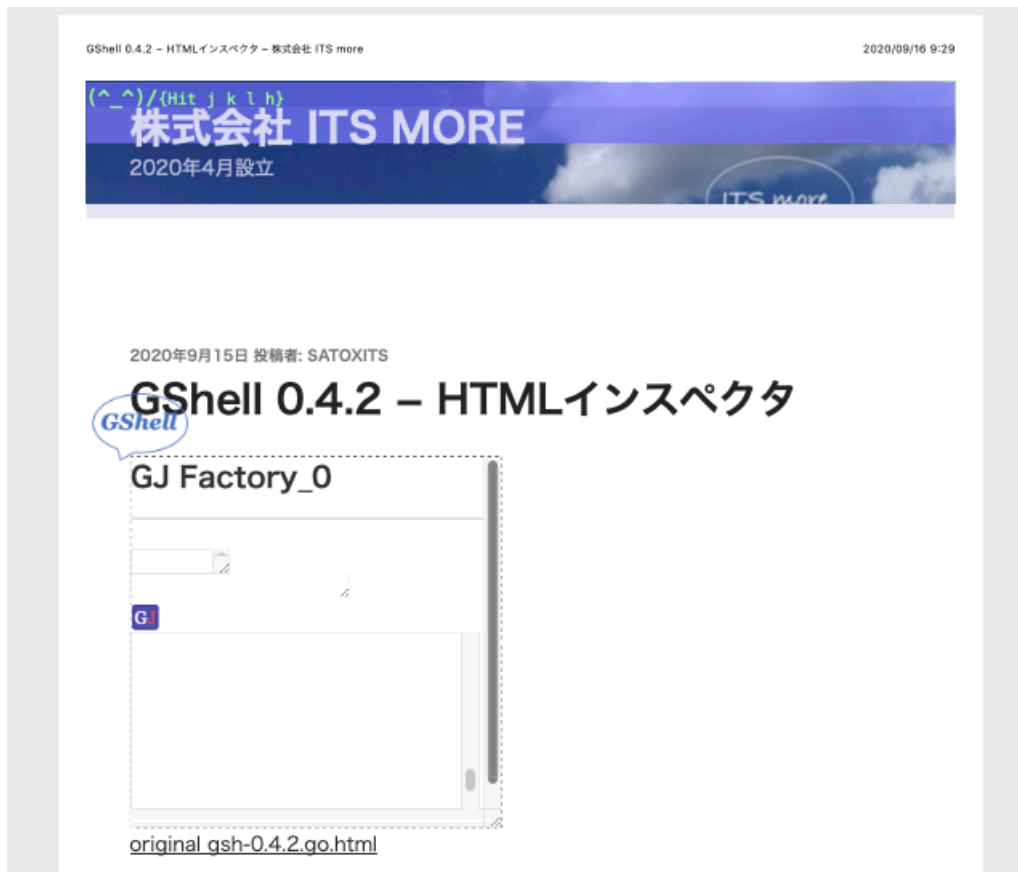 GShell 0.4.2 – HTMLインスペクタ – 株式会社 ITS more
2020/09/16 9:29
(^_^)/{Hit j k l h}
株式会社 ITS MORE
2020年4月設立
ITS more
2020年9月15日 投稿者: SATOXITS
GShell 0.4.2 – HTMLインスペクタ
GShell
GJ Factory_0
GJ
original gsh-0.4.2.go.html